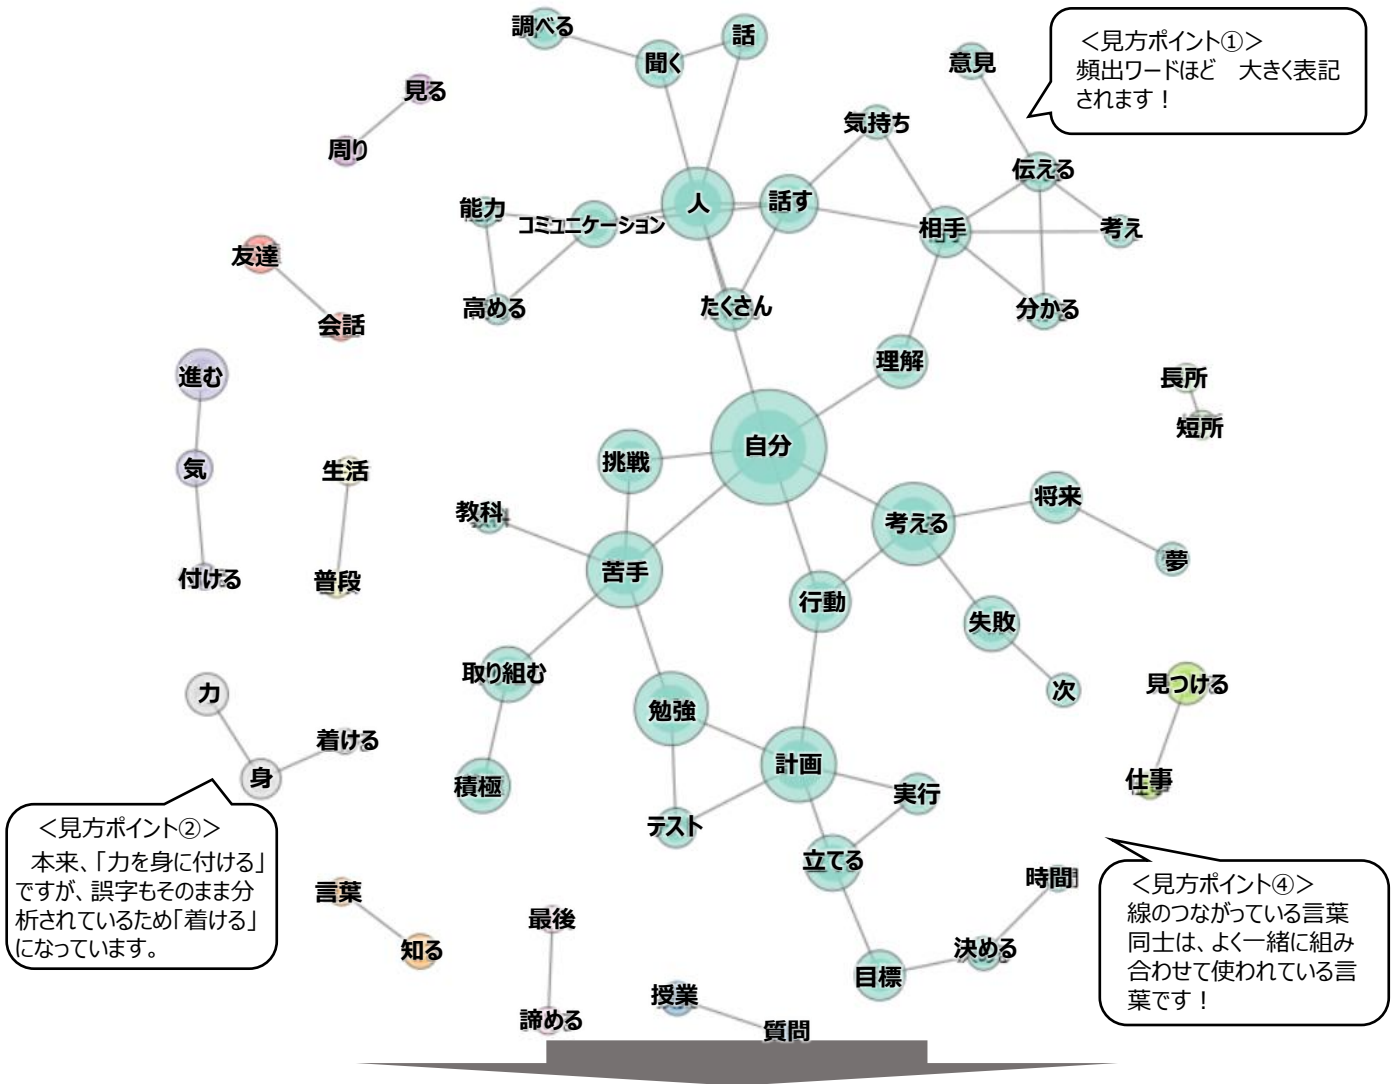 調べる
話
聞く
意見
＜見方ポイント①＞
頻出ワードほど　大きく表記
されます！
見る
周り
気持ち
伝える
能力
コミュニケーション
人
話す
相手
考え
友達
会話
高める
たくさん
分かる
理解
進む
長所
短所
自分
挑戦
気
生活
教科
考える
将来
付ける
普段
苦手
行動
夢
失敗
取り組む
次
見つける
力
勉強
着ける
身
計画
積極
実行
仕事
テスト
＜見方ポイント②＞
本来、「力を身に付ける」
ですが、誤字もそのまま分
析されているため「着ける」
になっています。
立てる
時間
＜見方ポイント④＞
線のつながっている言葉
同士は、よく一緒に組み
合わせて使われている言
葉です！
言葉
知る
最後
決める
目標
授業
諦める
質問